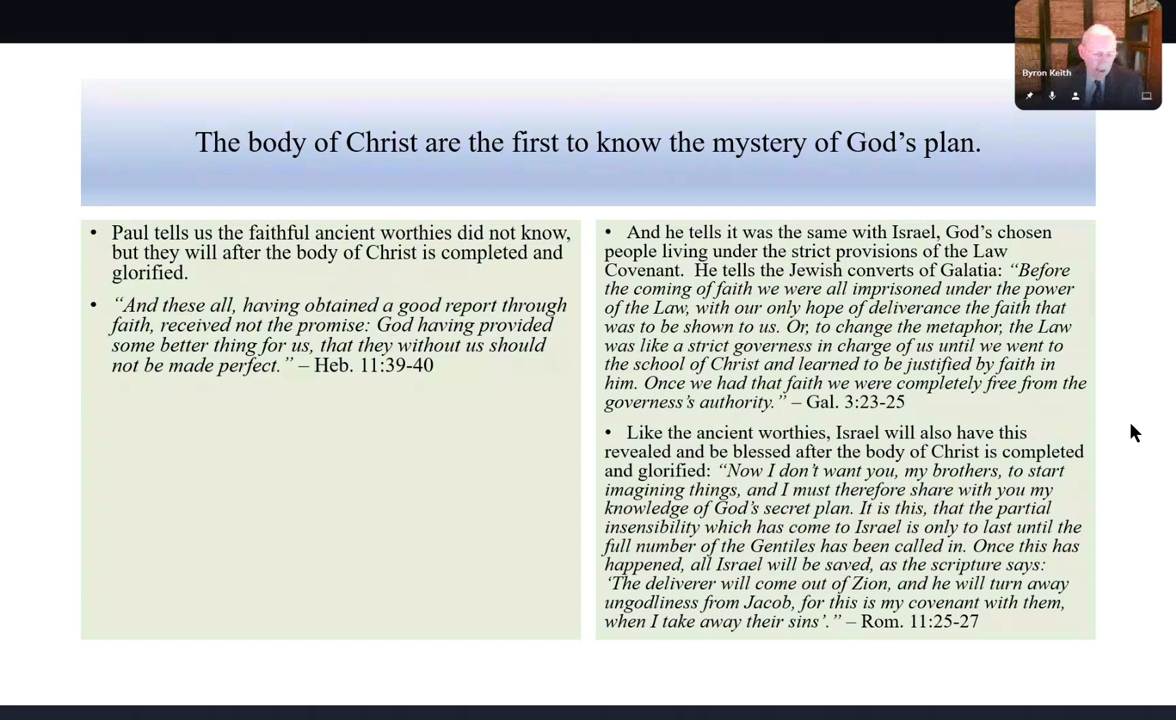 Byron Keith
The body of Christ are the first to know the mystery of God’s plan.
• Paul tells us the faithful ancient worthies did not know,
but they will after the body of Christ is completed and
glorified.
• “And these all, having obtained a good report through
faith, received not the promise: God having provided
some better thing for us, that they without us should
not be made perfect.” – Heb. 11:39-40
• And he tells it was the same with Israel, God’s chosen
people living under the strict provisions of the Law
Covenant. He tells the Jewish converts of Galatia: “Before
the coming of faith we were all imprisoned under the power
of the Law, with our only hope of deliverance the faith that
was to be shown to us. Or, to change the metaphor, the Law
was like a strict governess in charge of us until we went to
the school of Christ and learned to be justified by faith in
him. Once we had that faith we were completely free from the
governess’s authority.” – Gal. 3:23-25
• Like the ancient worthies, Israel will also have this
revealed and be blessed after the body of Christ is completed
and glorified: “Now I don’t want you, my brothers, to start
imagining things, and I must therefore share with you my
knowledge of God’s secret plan. It is this, that the partial
insensibility which has come to Israel is only to last until the
full number of the Gentiles has been called in. Once this has
happened, all Israel will be saved, as the scripture says:
‘The deliverer will come out of Zion, and he will turn away
ungodliness from Jacob, for this is my covenant with them,
when I take away their sins’.” – Rom. 11:25-27